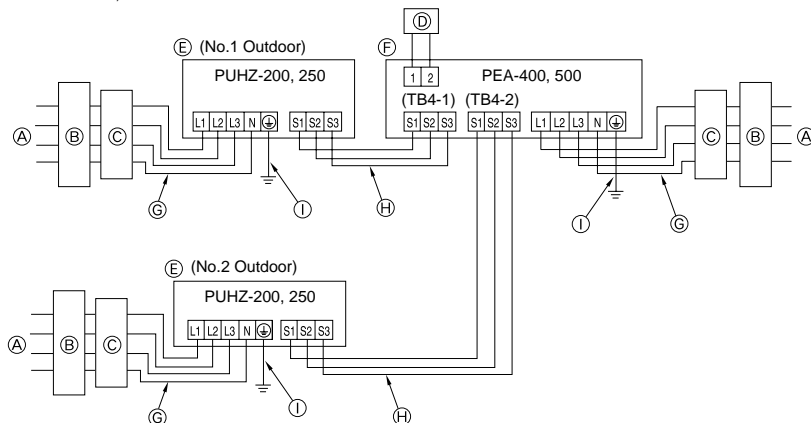 D
E (No.1 Outdoor)
F
PUHZ-200, 250
1 2
PEA-400, 500
(TB4-1) (TB4-2)
L1 L2 L3 N S1 S2 S3
S1 S2 S3 S1 S2 S3 L1 L2 L3 N
A B C
C B A
G I H I G
E (No.2 Outdoor)
PUHZ-200, 250
L1 L2 L3 N S1 S2 S3
A B C
G I H